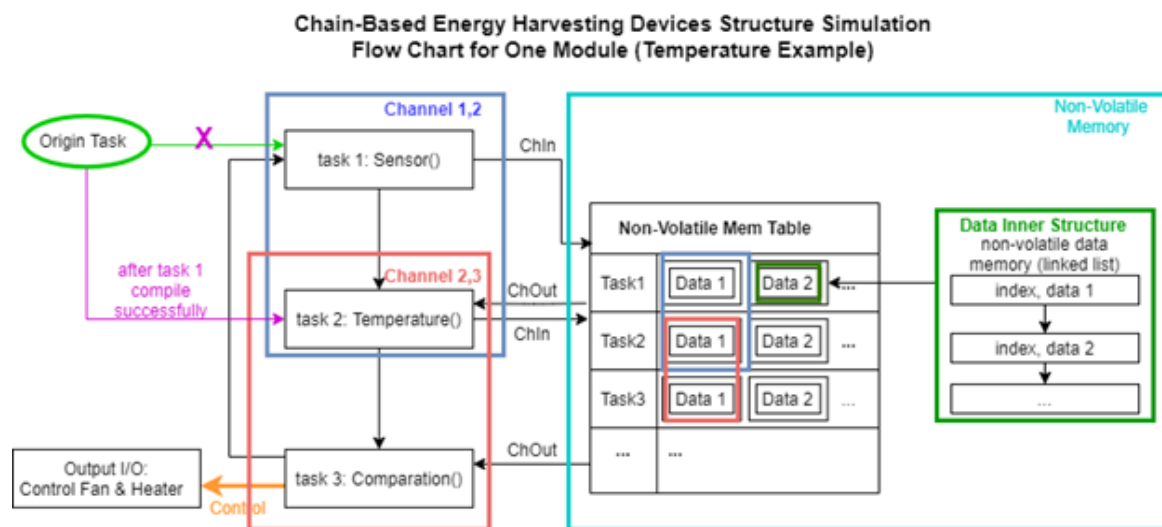 Chain-Based Energy Harvesting Devices Structure Simulation
Flow Chart for One Module (Temperature Example)
Channel 1,2
Non-Volatile
Memory
Origin Task
X
task 1: Sensor()
ChIn
Non-Volatile Mem Table
Data Inner Structure
non-volatile data
memory (linked list)
after task 1
compile
successfully
Channel 2,3
ChOut
Task1
Data 1
Data 2
...
index, data 1
task 2: Temperature()
ChIn
Task2
Data 1
Data 2
...
index, data 2
Task3
Data 1
Data 2
...
...
ChOut
...
...
Output I/O:
Control Fan & Heater
Control
task 3: Comparation()